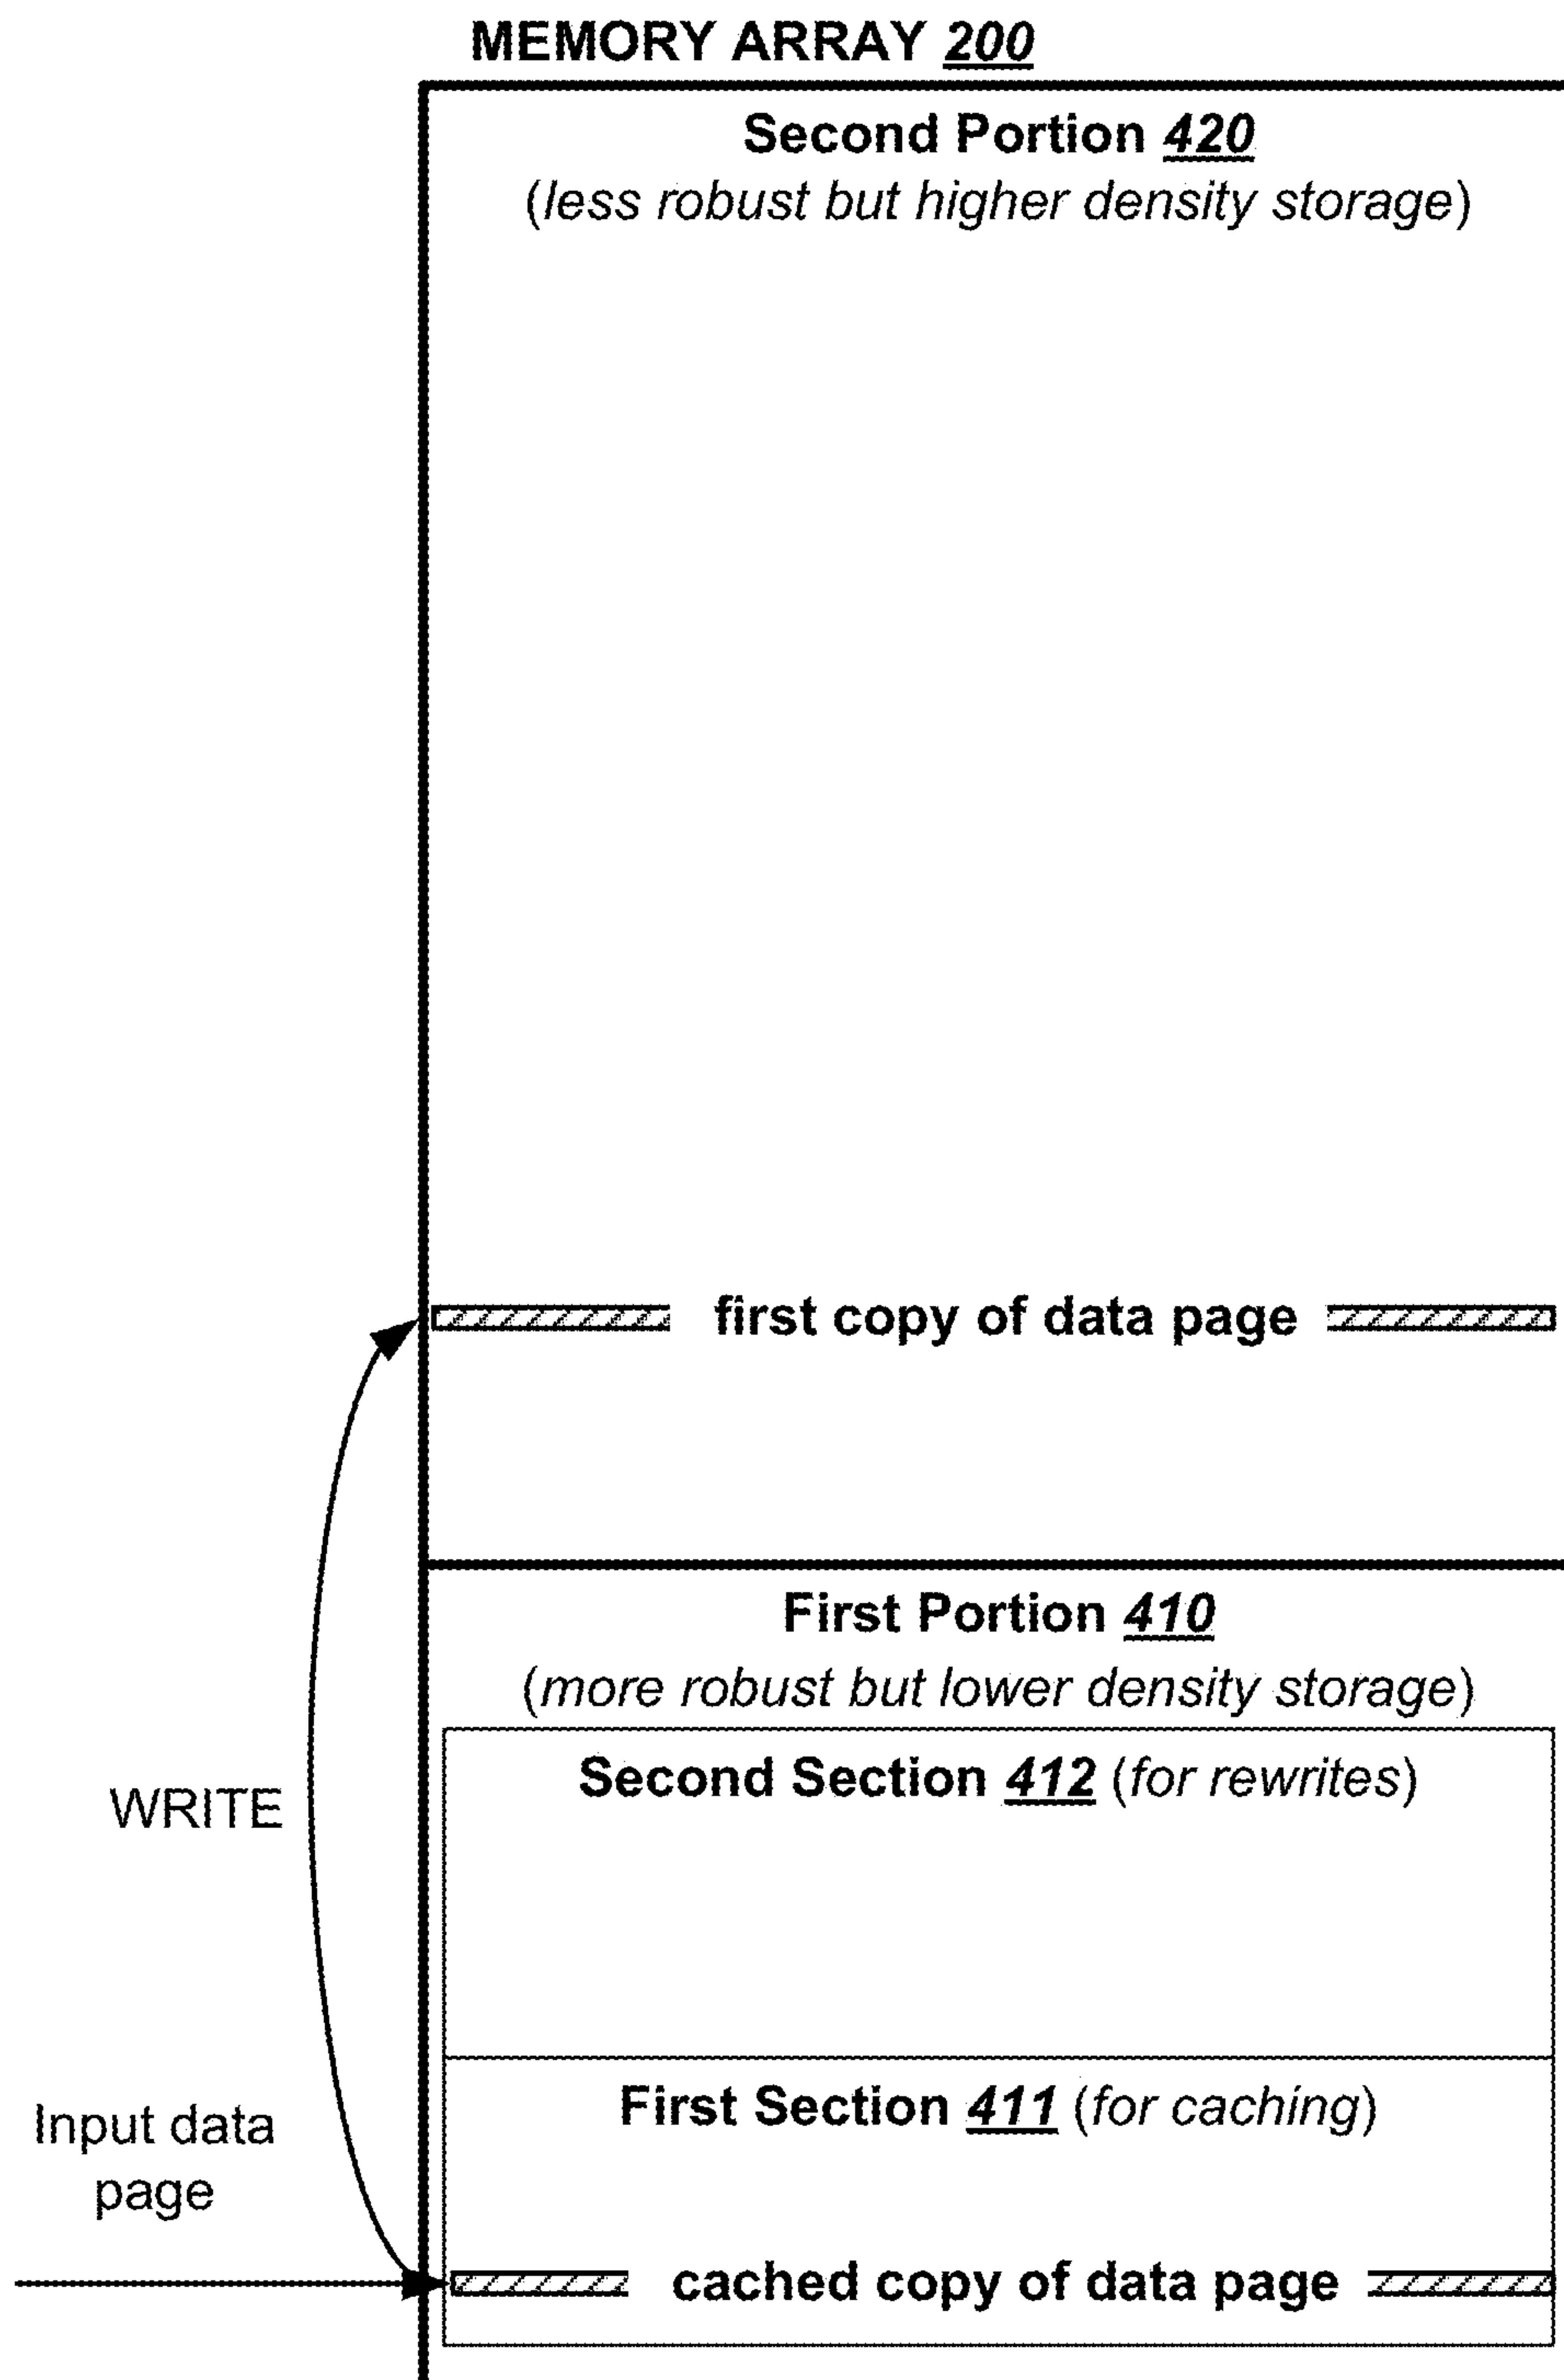 MEMORY ARRAY 200
Second Portion 420
(less robust but higher density storage)
first copy of data page
First Portion 410
(more robust but lower density storage)
Second Section 412 (for rewrites)
WRITE
First Section 411 (for caching)
Input data
page
cached copy of data page